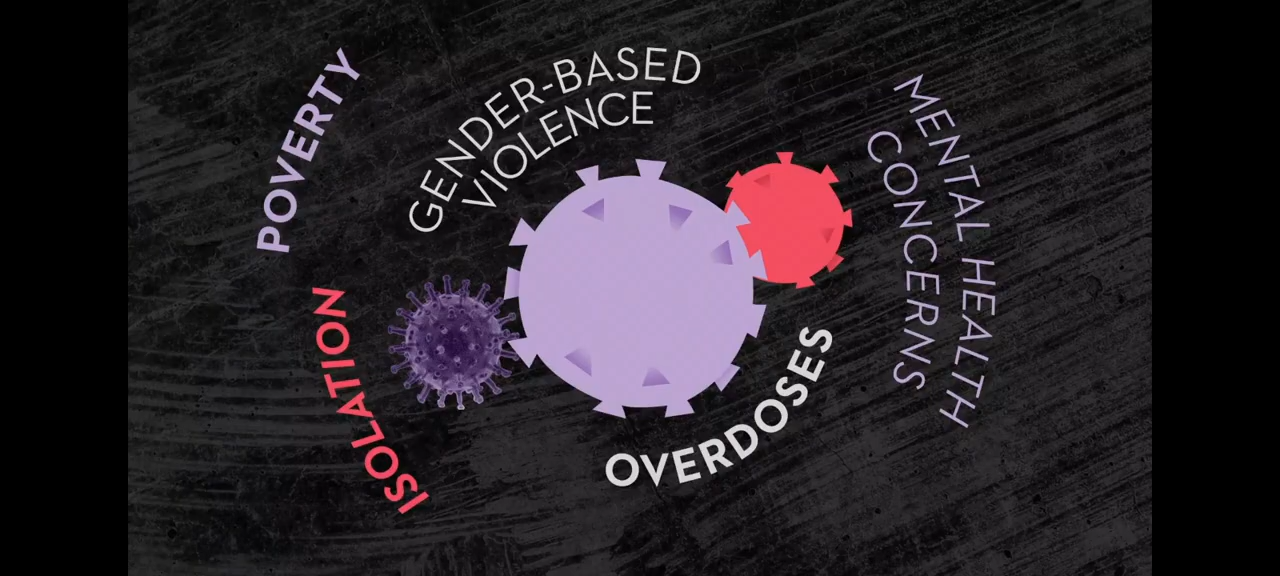 POVERTY
GENDER-BASED
VIOLENCE
MENTAL HEALTH
CONCERNS
ISOLATION
OVERDOSES